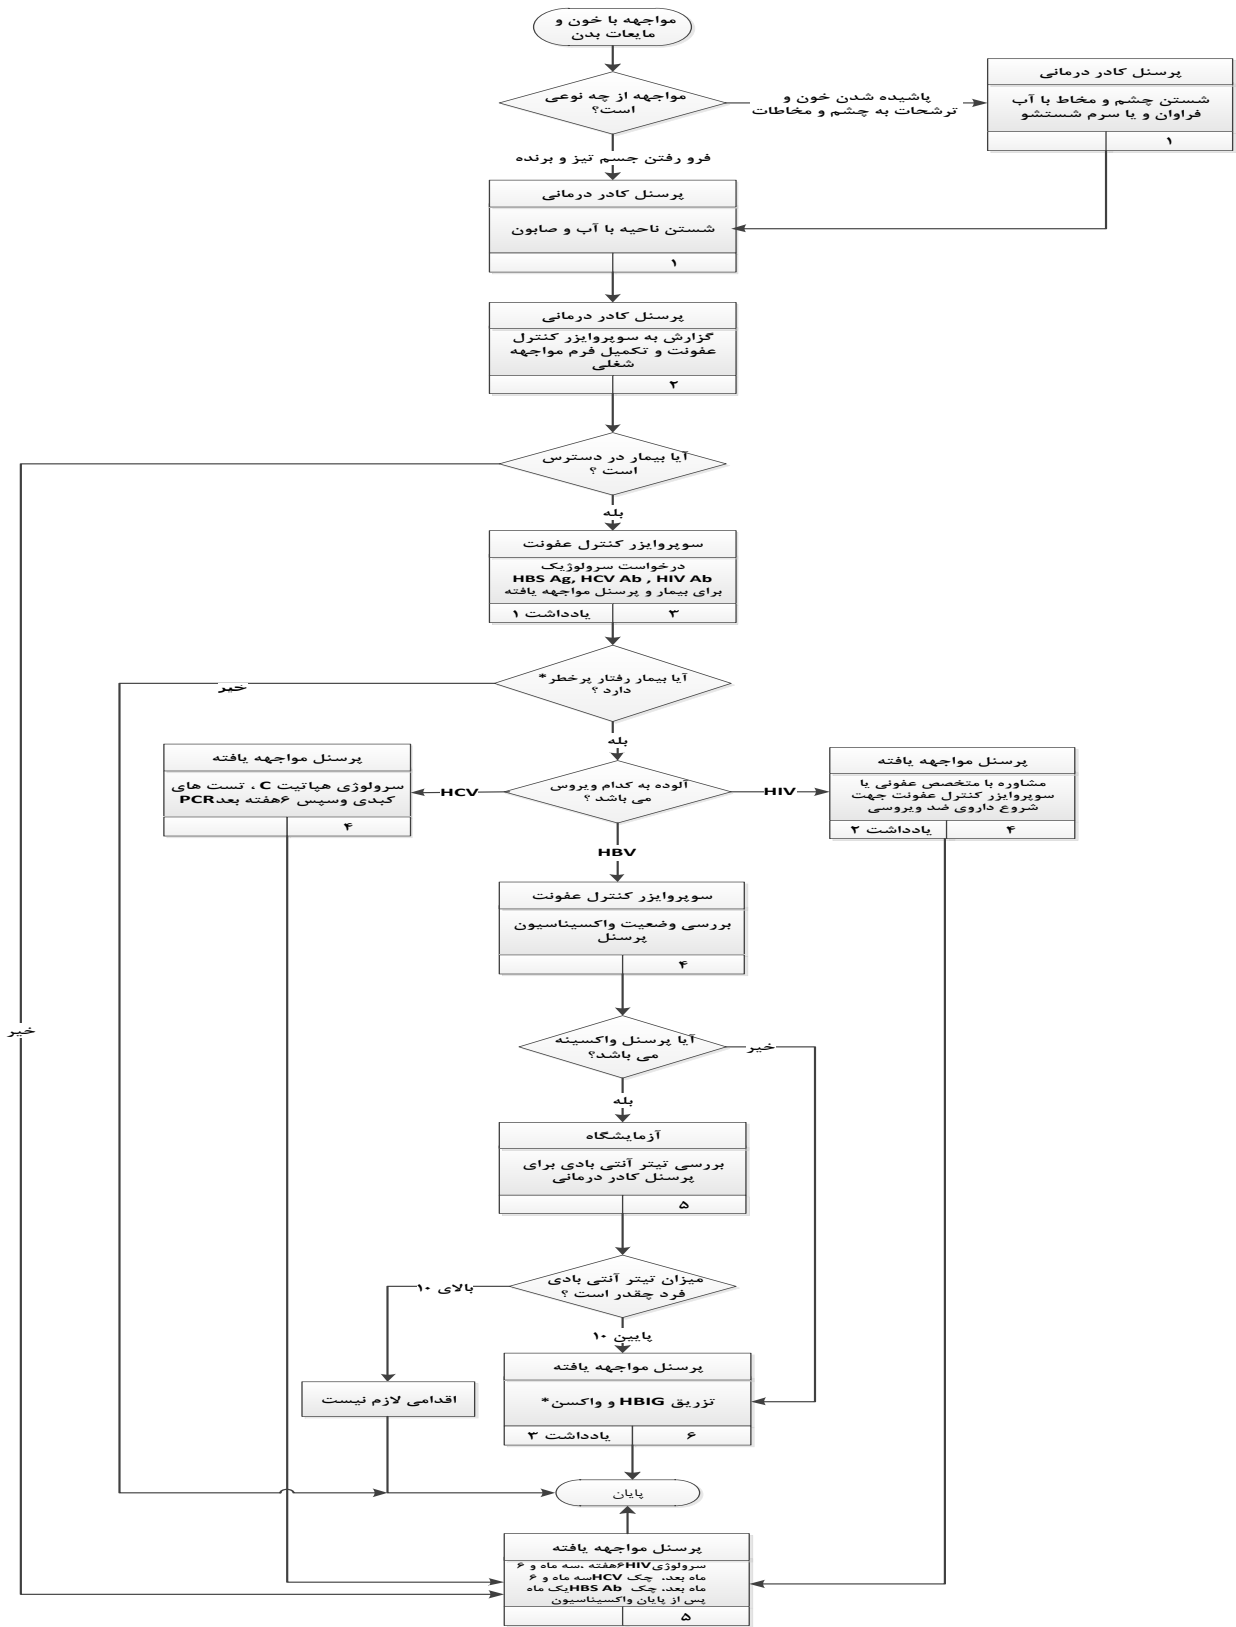 مواجهه با خون و
مایعات بدن
مواجهه از چه نوعی
است؟
پاشیده شدن خون و
ترشحات به چشم و مخاطات
پرسنل کادر درمانی
شستن چشم و مخاط با آب
فراوان و یا سرم شستشو
۱
فرو رفتن جسم تیز و برنده
پرسنل کادر درمانی
شستن ناحیه با آب و صابون
۱
پرسنل کادر درمانی
گزارش به سوپروایزر کنترل
عفونت و تکمیل فرم مواجهه
شغلی
۲
آیا بیمار در دسترس
است ؟
بله
سوپروایزر کنترل عفونت
درخواست سرولوژیک
HBS Ag, HCV Ab , HIV Ab
برای بیمار و پرسنل مواجهه یافته
۳
یادداشت ۱
آیا بیمار رفتار پرخطر*
دارد ؟
خیر
بله
آلوده به کدام ویروس
می باشد ؟
HIV
پرسنل مواجهه یافته
مشاوره با متخصص عفونی یا
سوپروایزر کنترل عفونت جهت
شروع داروی ضد ویروسی
۴
یادداشت ۲
HCV
پرسنل مواجهه یافته
سرولوژی هپاتیت C ، تست های
کبدی وسپس ۶هفته بعدPCR
۴
HBV
سوپروایزر کنترل عفونت
بررسی وضعیت واکسیناسیون
پرسنل
۴
خیر
آیا پرسنل واکسینه
می باشد؟
خیر
بله
آزمایشگاه
بررسی تیتر آنتی بادی برای
پرسنل کادر درمانی
۵
میزان تیتر آنتی بادی
فرد چقدر است ؟
بالای ۱۰
پایین ۱۰
پرسنل مواجهه یافته
تزریق HBIG و واکسن*
۶
یادداشت ۳
اقدامی لازم نیست
پایان
پرسنل مواجهه یافته
سرولوژیHIV۶هفته ،سه ماه و ۶
ماه بعد. چک HCVسه ماه و ۶
ماه بعد. چک HBS Abیک ماه
پس از پایان واکسیناسیون
۵